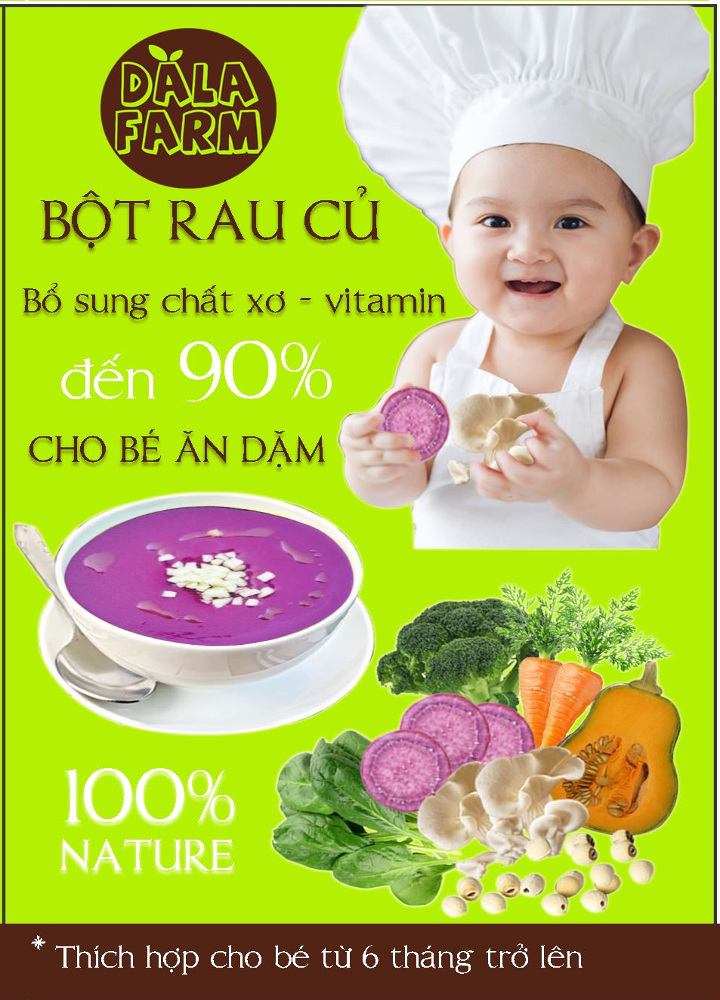 DALA
FARM
BỘT RAU CỦ
Bổ sung chất xơ - vitamin
đến 90%
CHO BÉ ĂN DẶM
100%
NATURE
* Thích hợp cho bé từ 6 tháng trở lên